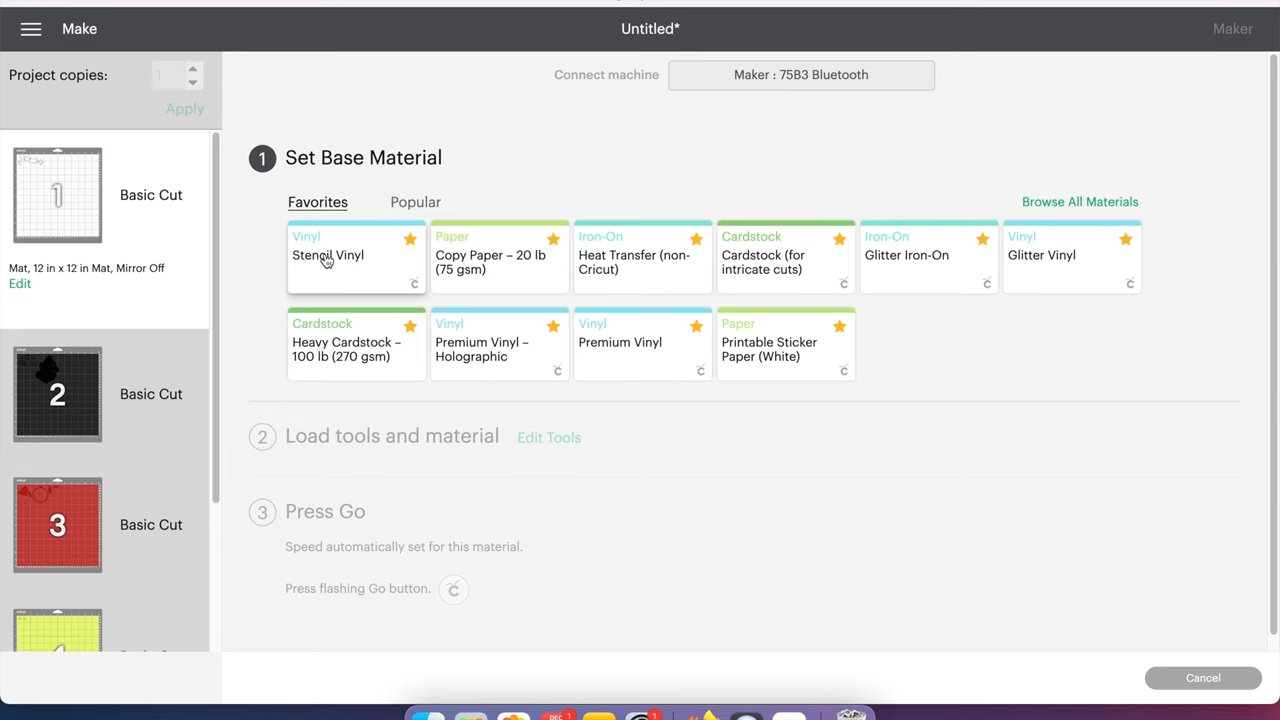 Make
Untitled*
Maker
Project copies:
1
Apply
Connect machine
Maker : 75B3 Bluetooth
1
Basic Cut
Mat, 12 in x 12 in Mat, Mirror Off
Edit
2
Basic Cut
3
Basic Cut
1 Set Base Material
Favorites
Popular
Browse All Materials
Vinyl
Stencil Vinyl
Paper
Copy Paper – 20 lb
(75 gsm)
Iron-On
Heat Transfer (non-
Cricut)
Cardstock
Cardstock (for
intricate cuts)
Iron-On
Glitter Iron-On
Vinyl
Glitter Vinyl
Cardstock
Heavy Cardstock –
100 lb (270 gsm)
Vinyl
Premium Vinyl –
Holographic
Vinyl
Premium Vinyl
Paper
Printable Sticker
Paper (White)
2 Load tools and material Edit Tools
3 Press Go
Speed automatically set for this material.
Press flashing Go button.
Cancel
DEC 1
1